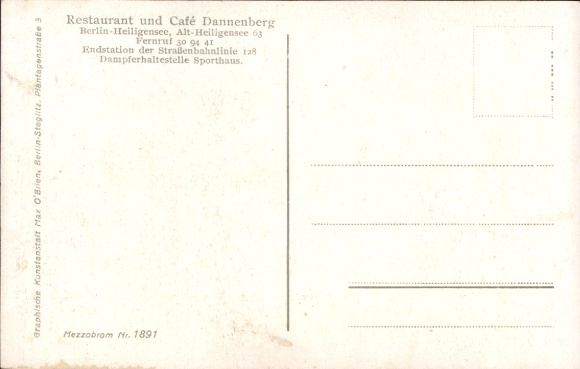 Restaurant und Café Dannenberg
Berlin-Heiligensee, Alt-Heiligensee 63
Fernruf 30 94 41
Endstation der Straßenbahnlinie 128
Dampferhaltestelle Sporthaus.
Graphische Kunstanstalt Max O'Brien, Berlin-Steglitz, Plantagenstraße 3
Mezzobrom Nr. 1891